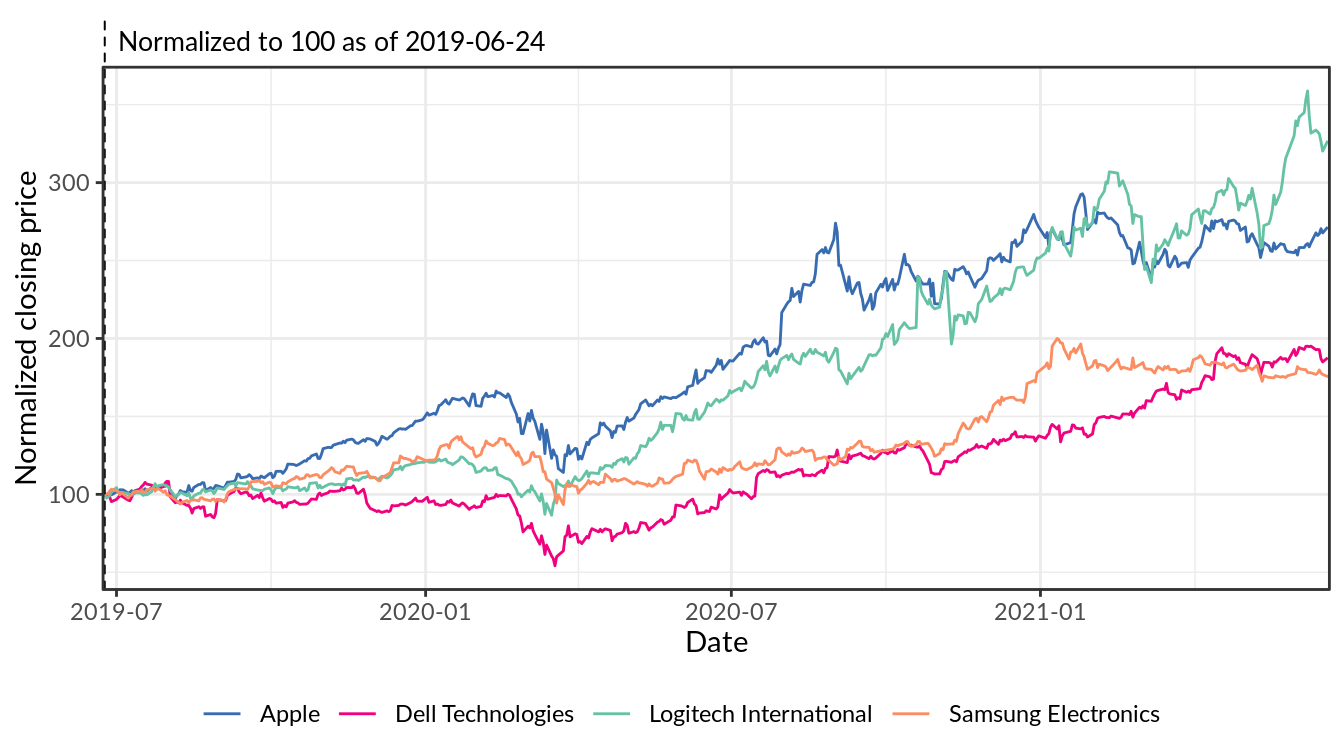 Normalized to 100 as of 2019-06-24
Normalized closing price
300
200
100
2019-07 2020-01 2020-07 2021-01
Date
Apple Dell Technologies Logitech International Samsung Electronics